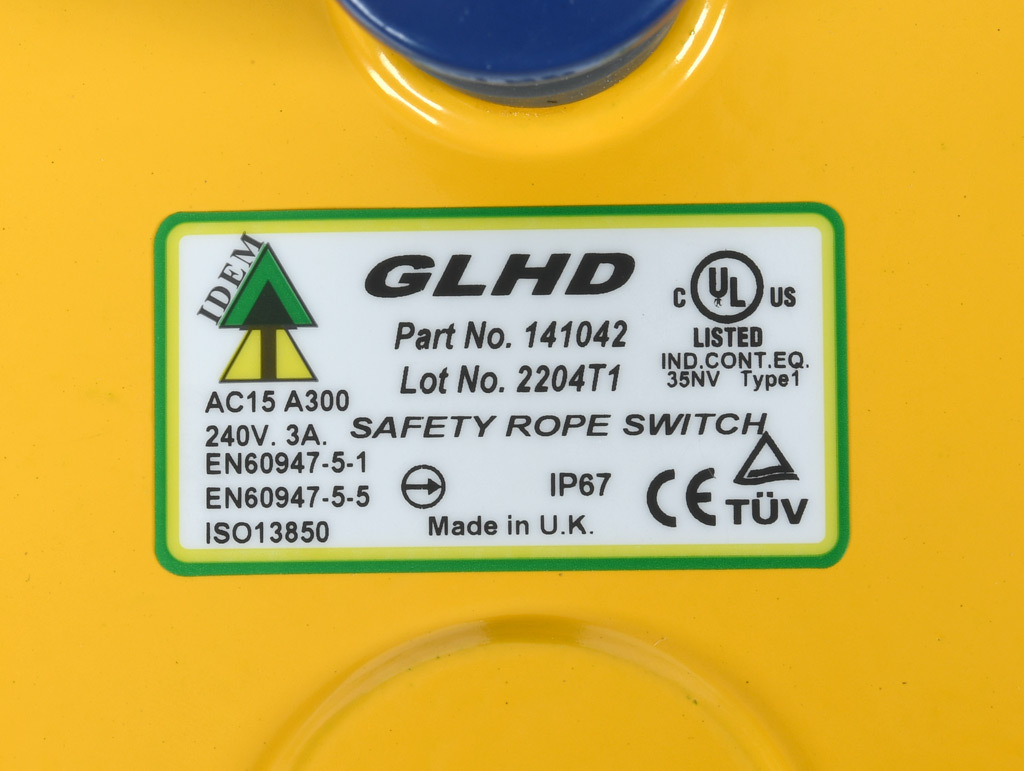 IDEM
GLHD
Part No. 141042
Lot No. 2204T1
C UL US
LISTED
IND.CONT.EQ.
35NV Type1
AC15 A300
240V. 3A.
SAFETY ROPE SWITCH
EN60947-5-1
EN60947-5-5
IP67
ISO13850
Made in U.K.
CE
TÜV